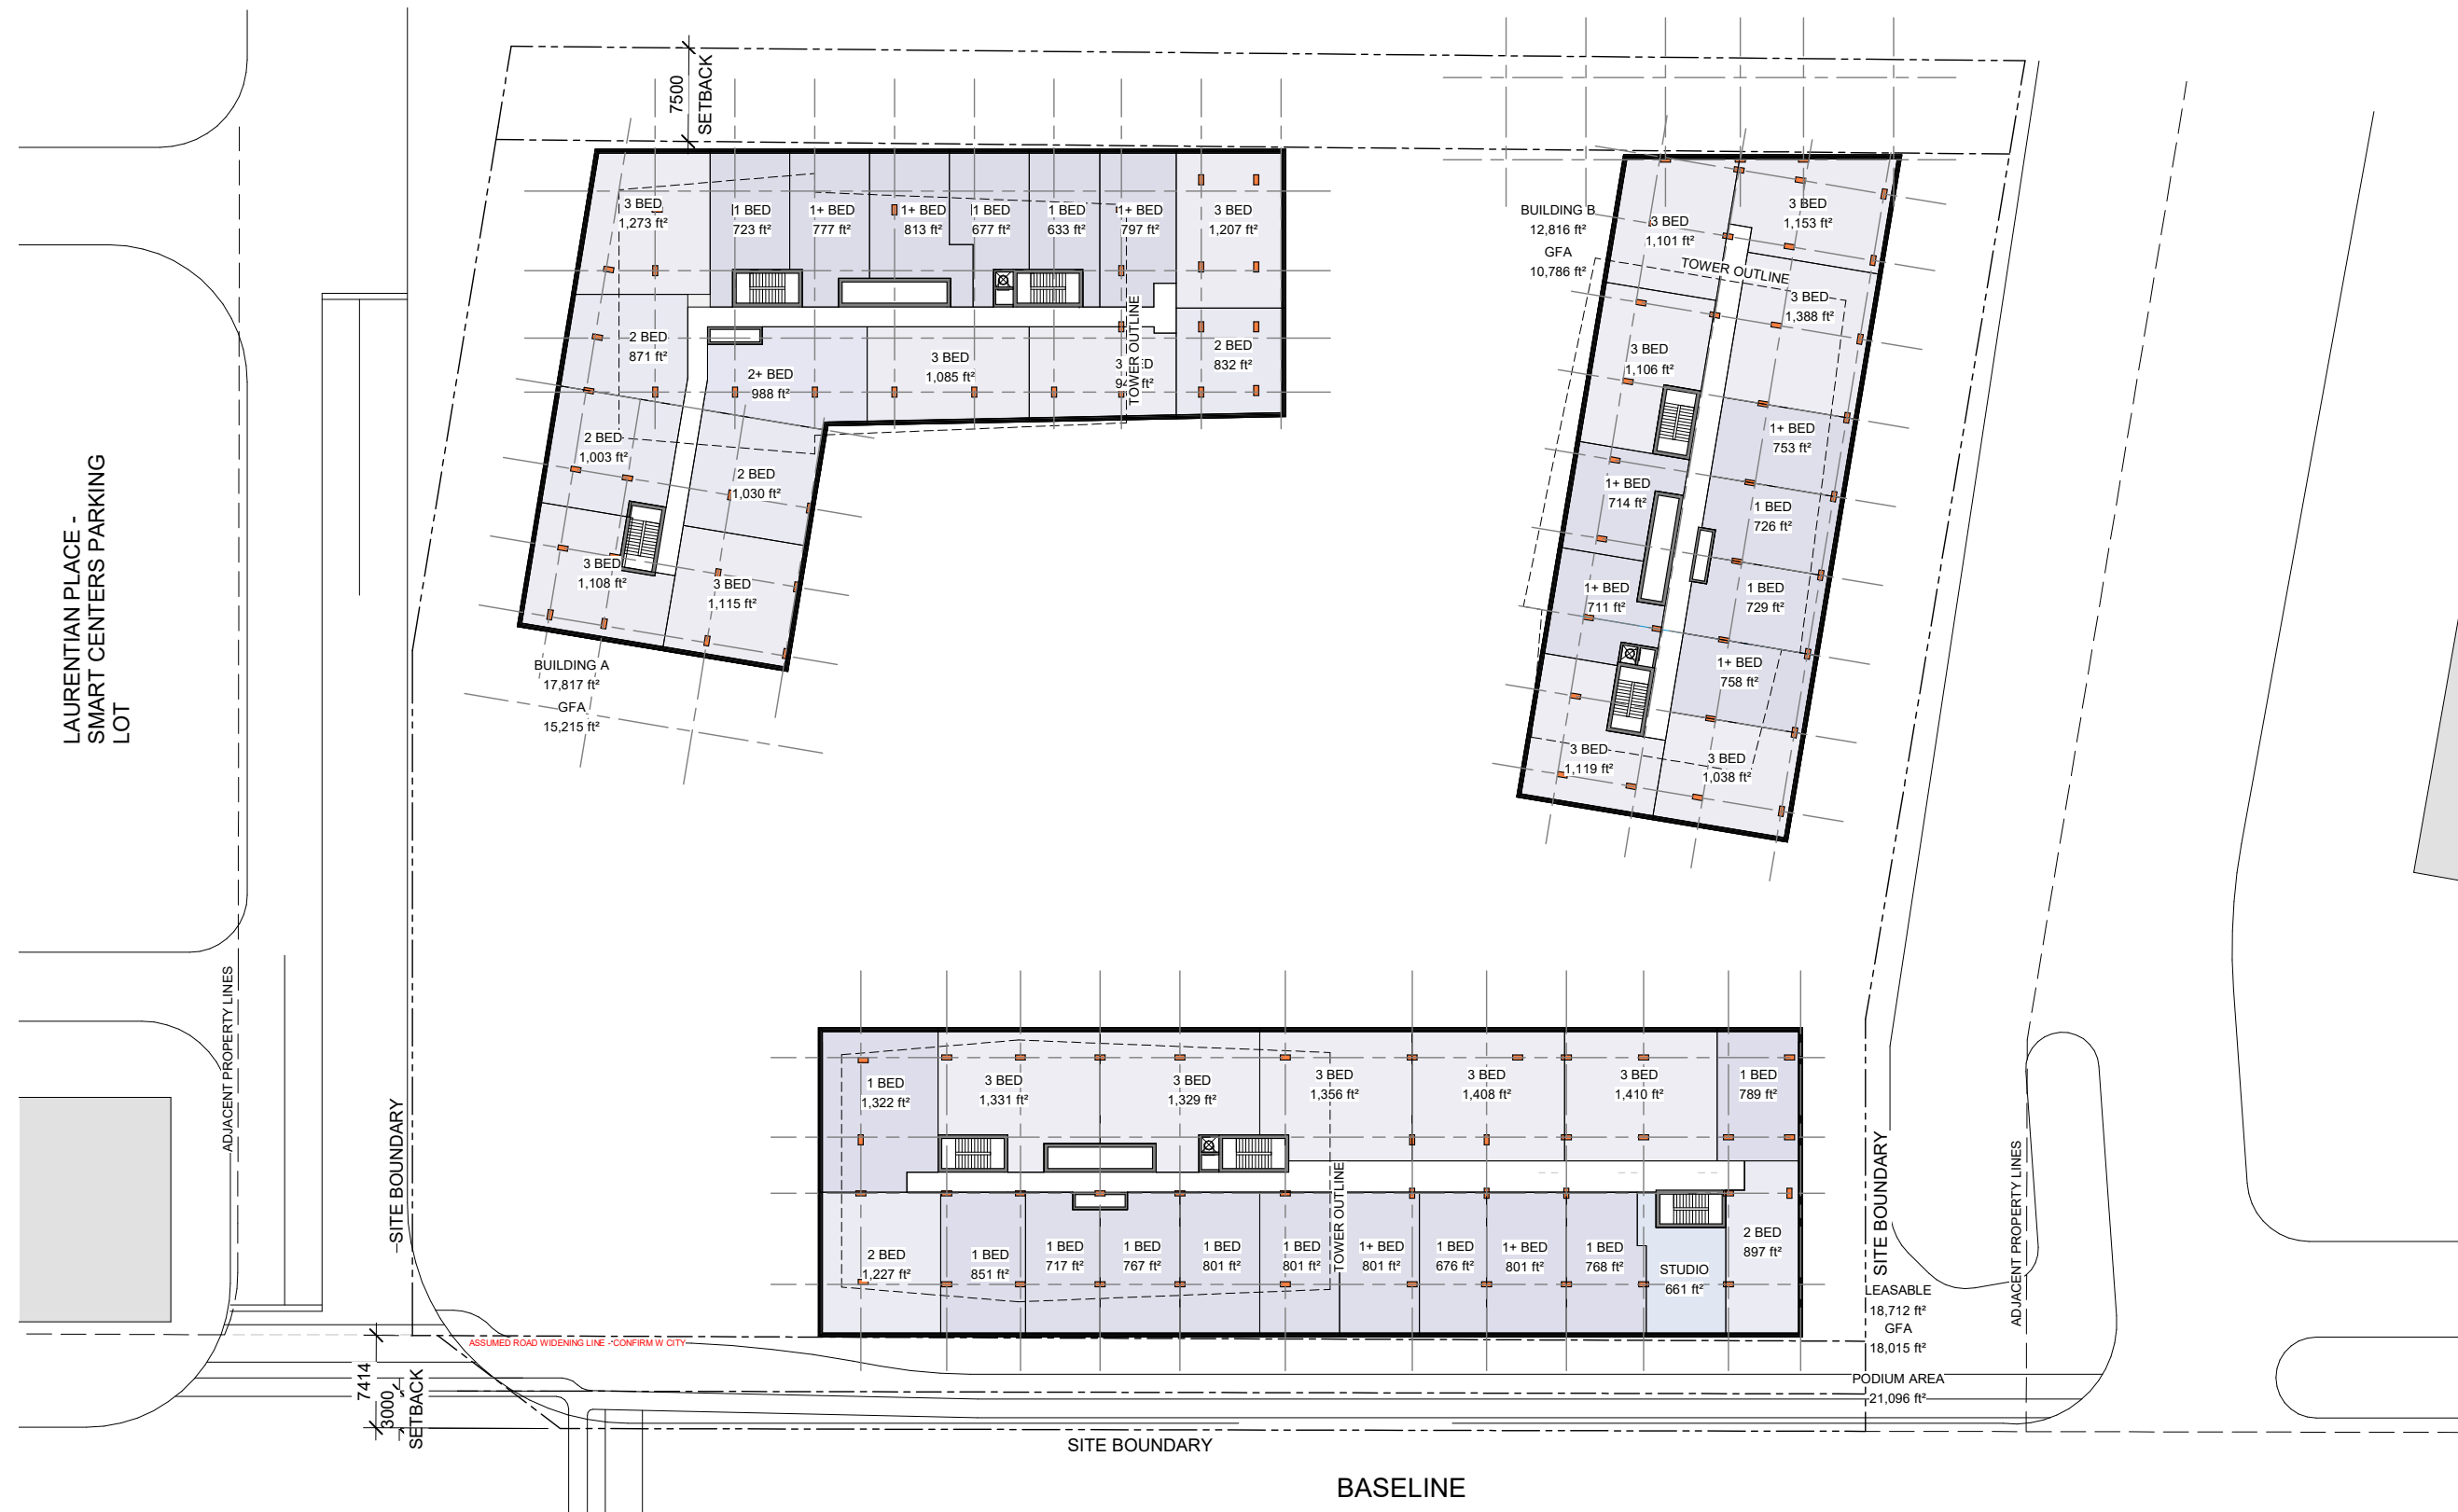 7500
SETBACK
3 BED
1,273 ft²
1 BED
723 ft²
1+ BED
777 ft²
1+ BED
813 ft²
1 BED
677 ft²
1 BED
633 ft²
1+ BED
797 ft²
3 BED
1,207 ft²
2 BED
871 ft²
2+ BED
988 ft²
3 BED
1,085 ft²
TOWER OUTLINE
2 BED
832 ft²
2 BED
1,003 ft²
2 BED
1,030 ft²
3 BED
1,108 ft²
3 BED
1,115 ft²
BUILDING A
17,817 ft²
GFA
15,215 ft²
BUILDING B
12,816 ft²
GFA
10,786 ft²
3 BED
1,101 ft²
3 BED
1,153 ft²
TOWER OUTLINE
3 BED
1,388 ft²
3 BED
1,106 ft²
1+ BED
753 ft²
1+ BED
714 ft²
1 BED
726 ft²
1+ BED
711 ft²
1 BED
729 ft²
1+ BED
758 ft²
3 BED
1,119 ft²
3 BED
1,038 ft²
LAURENTIAN PLACE -
SMART CENTERS PARKING
LOT
ADJACENT PROPERTY LINES
SITE BOUNDARY
1 BED
1,322 ft²
3 BED
1,331 ft²
3 BED
1,329 ft²
3 BED
1,356 ft²
3 BED
1,408 ft²
3 BED
1,410 ft²
1 BED
789 ft²
TOWER OUTLINE
2 BED
1,227 ft²
1 BED
851 ft²
1 BED
717 ft²
1 BED
767 ft²
1 BED
801 ft²
1 BED
801 ft²
1+ BED
801 ft²
1 BED
676 ft²
1+ BED
801 ft²
1 BED
768 ft²
STUDIO
661 ft²
2 BED
897 ft²
SITE BOUNDARY
ADJACENT PROPERTY LINES
LEASABLE
18,712 ft²
GFA
18,015 ft²
PODIUM AREA
21,096 ft²
ASSUMED ROAD WIDENING LINE -*CONFIRM W CITY
7414
3000
SETBACK
SITE BOUNDARY
BASELINE